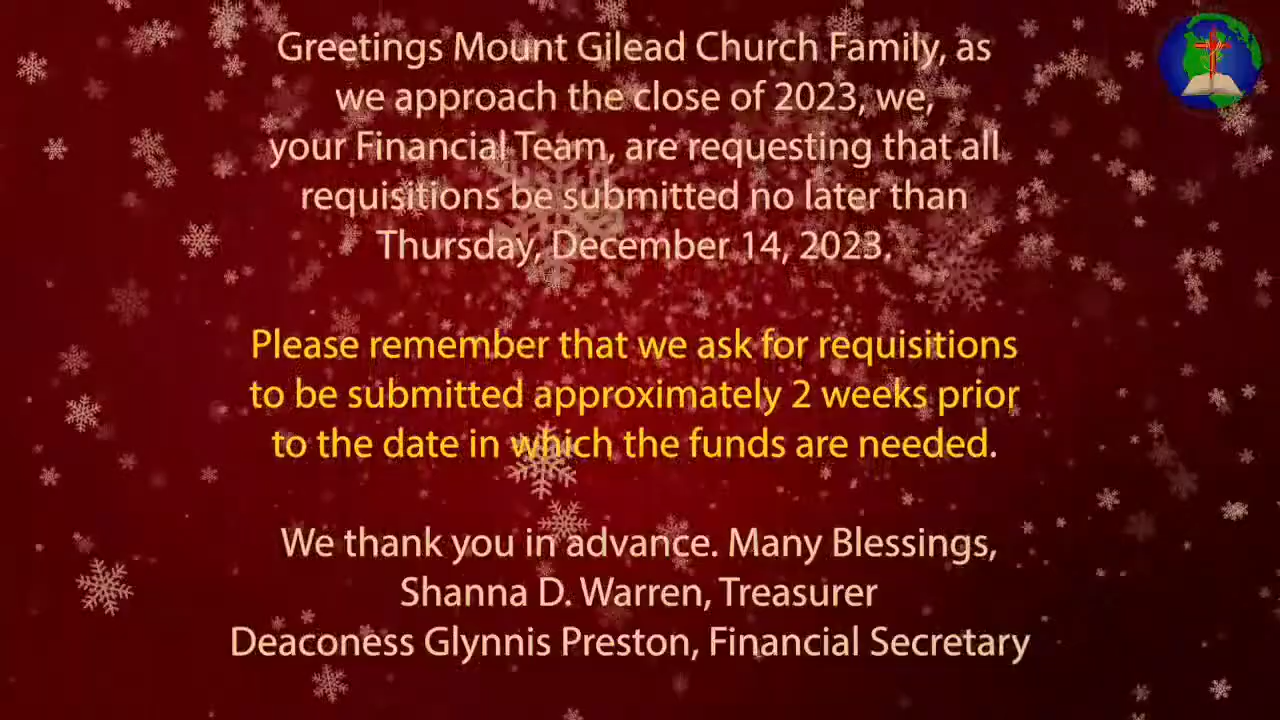 Greetings Mount Gilead Church Family, as
we approach the close of 2023, we,
your Financial Team, are requesting that all
requisitions be submitted no later than
Thursday, December 14, 2023.
Please remember that we ask for requisitions
to be submitted approximately 2 weeks prior
to the date in which the funds are needed.
We thank you in advance. Many Blessings,
Shanna D. Warren, Treasurer
Deaconess Glynnis Preston, Financial Secretary